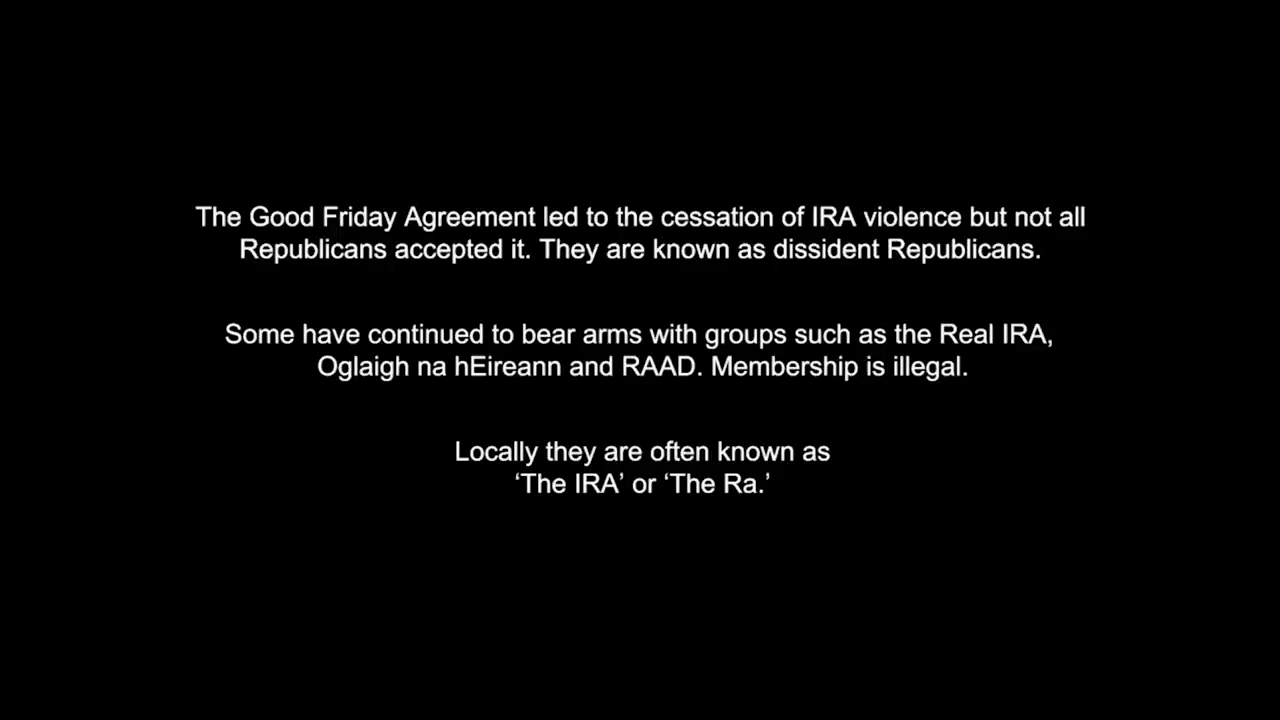 The Good Friday Agreement led to the cessation of IRA violence but not all
Republicans accepted it. They are known as dissident Republicans.
Some have continued to bear arms with groups such as the Real IRA,
Oglaigh na hEireann and RAAD. Membership is illegal.
Locally they are often known as
‘The IRA’ or ‘The Ra.’